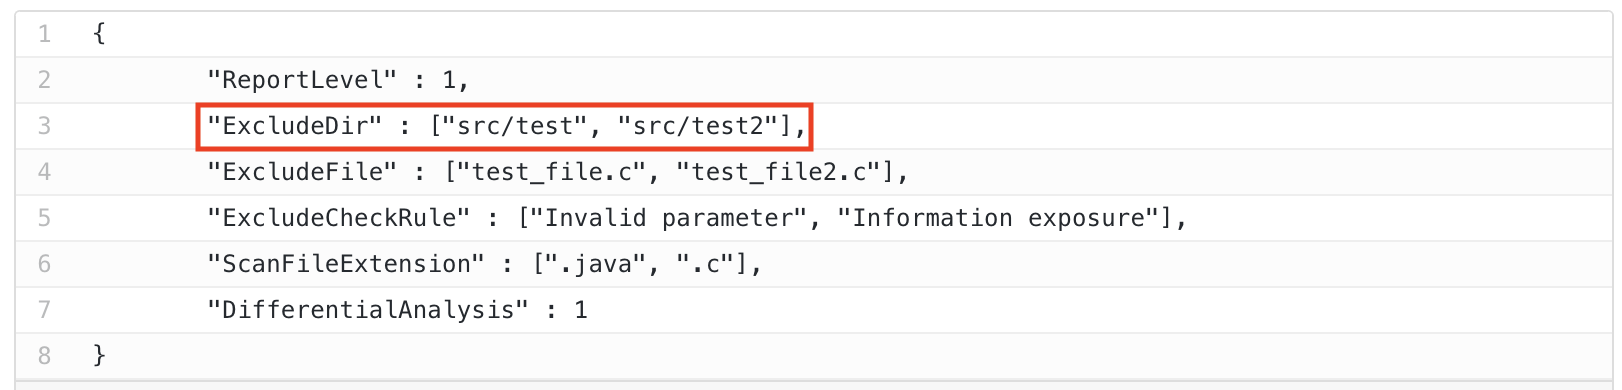 1 {
2 "ReportLevel" : 1,
3 "ExcludeDir" : ["src/test", "src/test2"],
4 "ExcludeFile" : ["test_file.c", "test_file2.c"],
5 "ExcludeCheckRule" : ["Invalid parameter", "Information exposure"],
6 "ScanFileExtension" : [".java", ".c"],
7 "DifferentialAnalysis" : 1
8 }